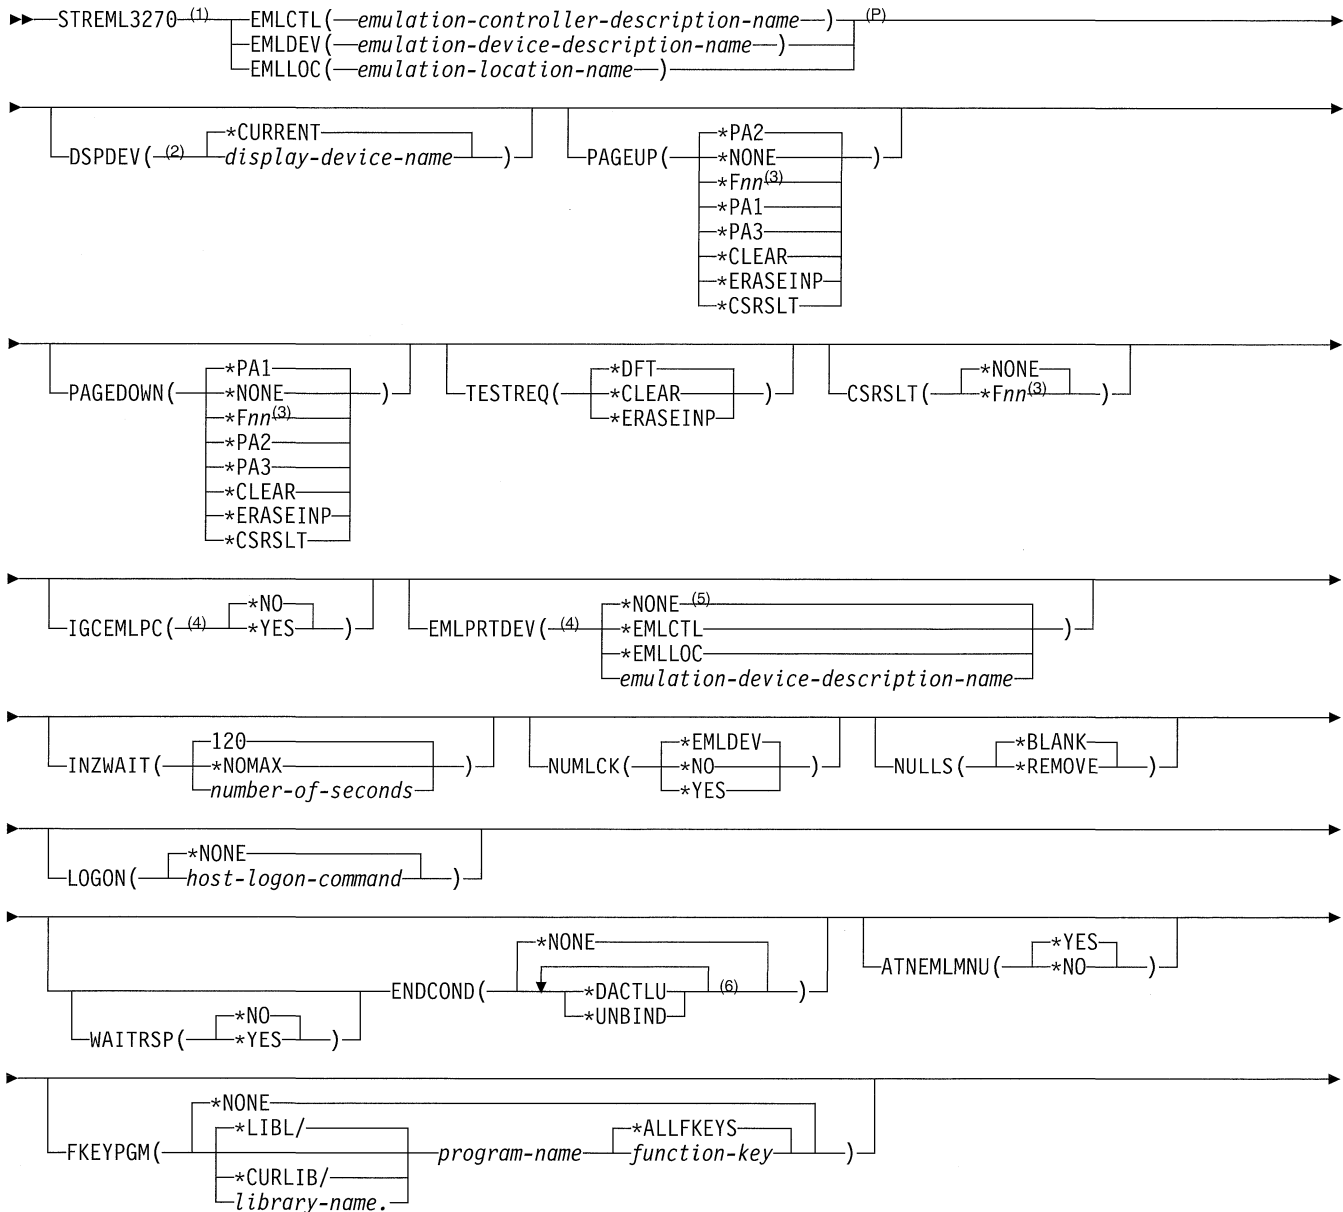 STREML3270 (1) EMLCTL( emulation-controller-description-name ) (P)
EMLDEV( emulation-device-description-name )
EMLLOC( emulation-location-name )
DSPDEV( (2) *CURRENT display-device-name )
PAGEUP( *PA2 )
*NONE
*Fnn (3)
*PA1
*PA3
*CLEAR
*ERASEINP
*CSRSLT
PAGEDOWN( *PA1 )
*NONE
*Fnn (3)
*PA2
*PA3
*CLEAR
*ERASEINP
*CSRSLT
TESTREQ( *DFT )
*CLEAR
*ERASEINP
CSRSLT( *NONE )
*Fnn (3)
IGCEMLPC( (4) *NO )
*YES
EMLPRTDEV( (4) *NONE (5) )
*EMLCTL
*EMLLOC
emulation-device-description-name
INZWAIT( 120 )
*NOMAX
number-of-seconds
NUMLCK( *EMLDEV )
*NO
*YES
NULLS( *BLANK )
*REMOVE
LOGON( *NONE )
host-logon-command
WAITRSP( *NO )
*YES
ENDCOND( *NONE )
*DACTLU (6)
*UNBIND
ATNEMLMNU( *YES )
*NO
FKEYPGM( *NONE )
*LIBL/
*CURLIB/
library-name.
program-name
*ALLFKEYS
function-key